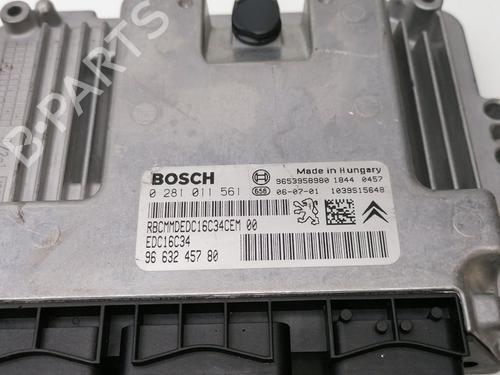 B-PARTS
BOSCH
Made in Hungary
0 281 011 561
9653958980 1844 0457
656 06-07-01 1039S15648
RBCMMDEDC16C34CEM 00
EDC16C34
96 632 457 80